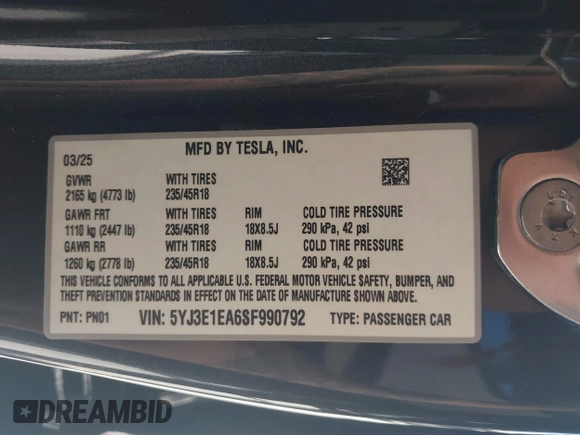 MFD BY TESLA, INC.
03/25
GVWR WITH TIRES
2165 kg (4773 lb) 235/45R18
GAWR FRT WITH TIRES RIM COLD TIRE PRESSURE
1110 kg (2447 lb) 235/45R18 18X8.5J 290 kPa, 42 psi
GAWR RR WITH TIRES RIM COLD TIRE PRESSURE
1260 kg (2778 lb) 235/45R18 18X8.5J 290 kPa, 42 psi
THIS VEHICLE CONFORMS TO ALL APPLICABLE U.S. FEDERAL MOTOR VEHICLE SAFETY, BUMPER, AND
THEFT PREVENTION STANDARDS IN EFFECT ON THE DATE OF MANUFACTURE SHOWN ABOVE.
PNT: PN01 VIN: 5YJ3E1EA6SF990792 TYPE: PASSENGER CAR
DREAMBID